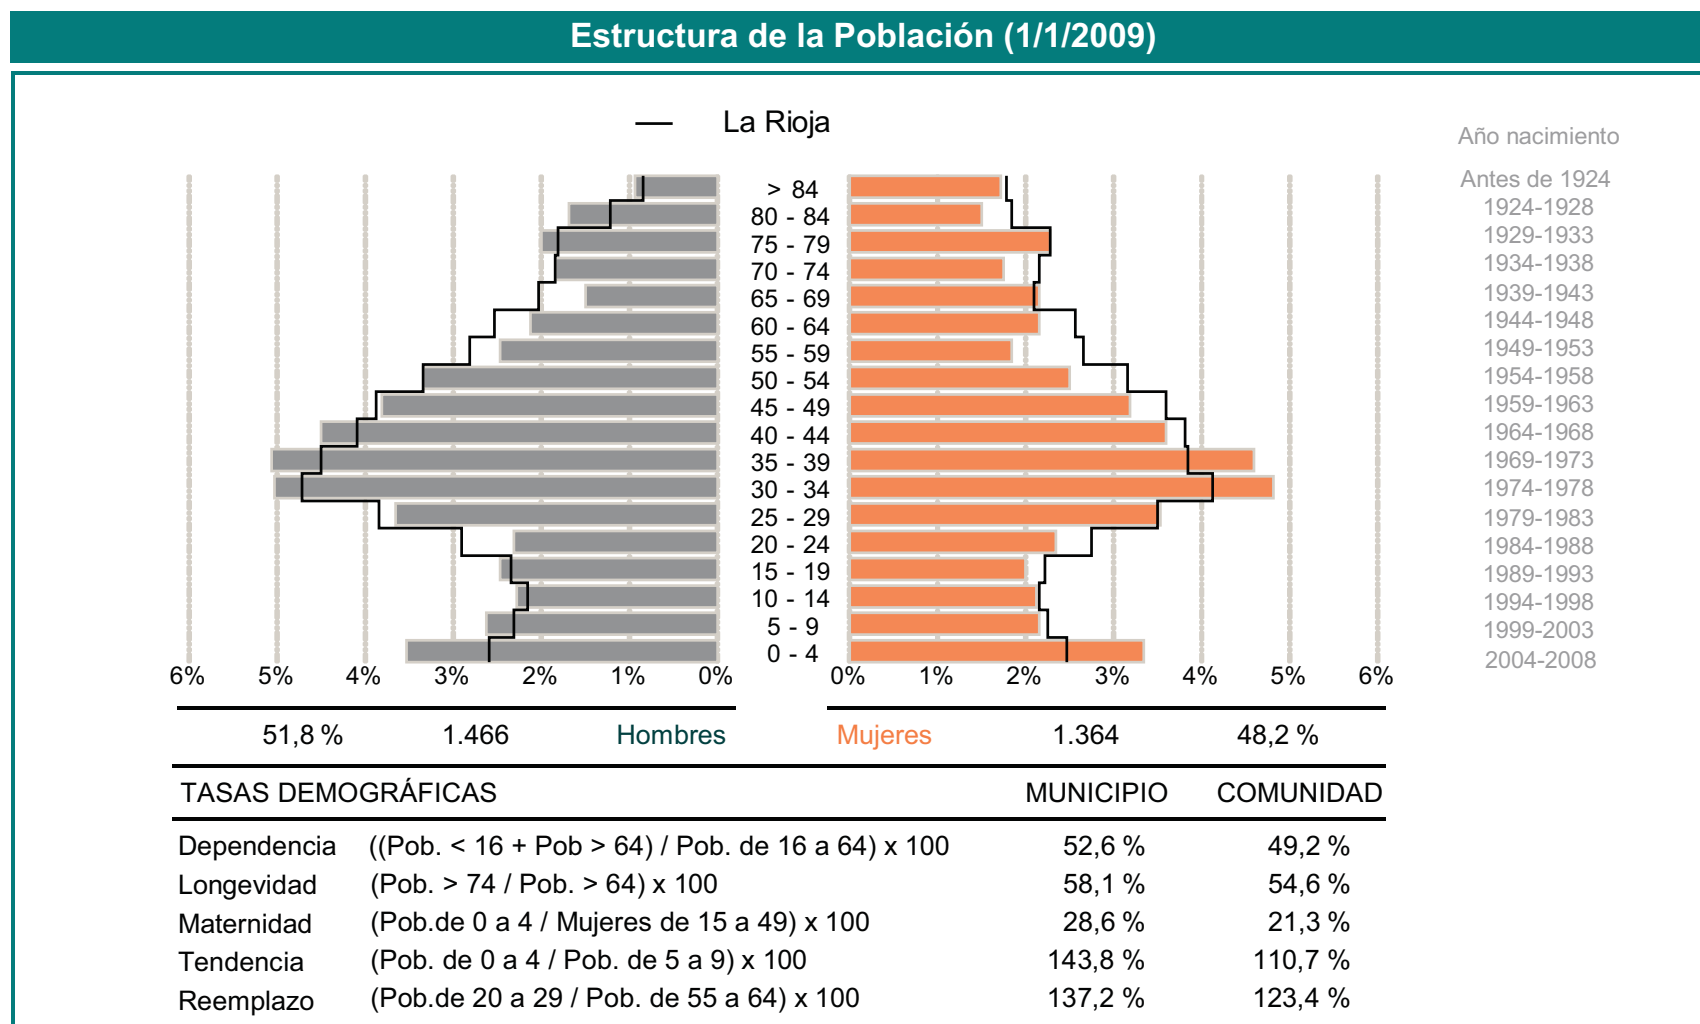 Estructura de la Población (1/1/2009)
La Rioja
Año nacimiento
> 84 Antes de 1924
80 - 84 1924-1928
75 - 79 1929-1933
70 - 74 1934-1938
65 - 69 1939-1943
60 - 64 1944-1948
55 - 59 1949-1953
50 - 54 1954-1958
45 - 49 1959-1963
40 - 44 1964-1968
35 - 39 1969-1973
30 - 34 1974-1978
25 - 29 1979-1983
20 - 24 1984-1988
15 - 19 1989-1993
10 - 14 1994-1998
5 - 9 1999-2003
0 - 4 2004-2008
6% 5% 4% 3% 2% 1% 0% 0% 1% 2% 3% 4% 5% 6%
51,8 % 1.466 Hombres Mujeres 1.364 48,2 %
TASAS DEMOGRÁFICAS MUNICIPIO COMUNIDAD
Dependencia ((Pob. < 16 + Pob > 64) / Pob. de 16 a 64) x 100 52,6 % 49,2 %
Longevidad (Pob. > 74 / Pob. > 64) x 100 58,1 % 54,6 %
Maternidad (Pob.de 0 a 4 / Mujeres de 15 a 49) x 100 28,6 % 21,3 %
Tendencia (Pob. de 0 a 4 / Pob. de 5 a 9) x 100 143,8 % 110,7 %
Reemplazo (Pob.de 20 a 29 / Pob. de 55 a 64) x 100 137,2 % 123,4 %